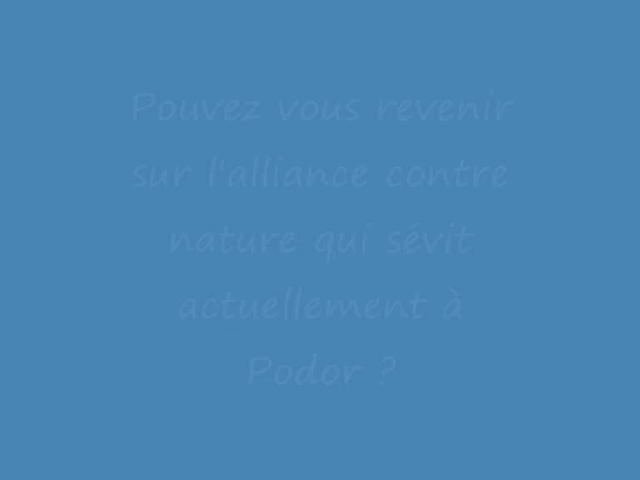 Pouvez vous revenir
sur l'alliance contre
nature qui sévit
actuellement à
Podor ?